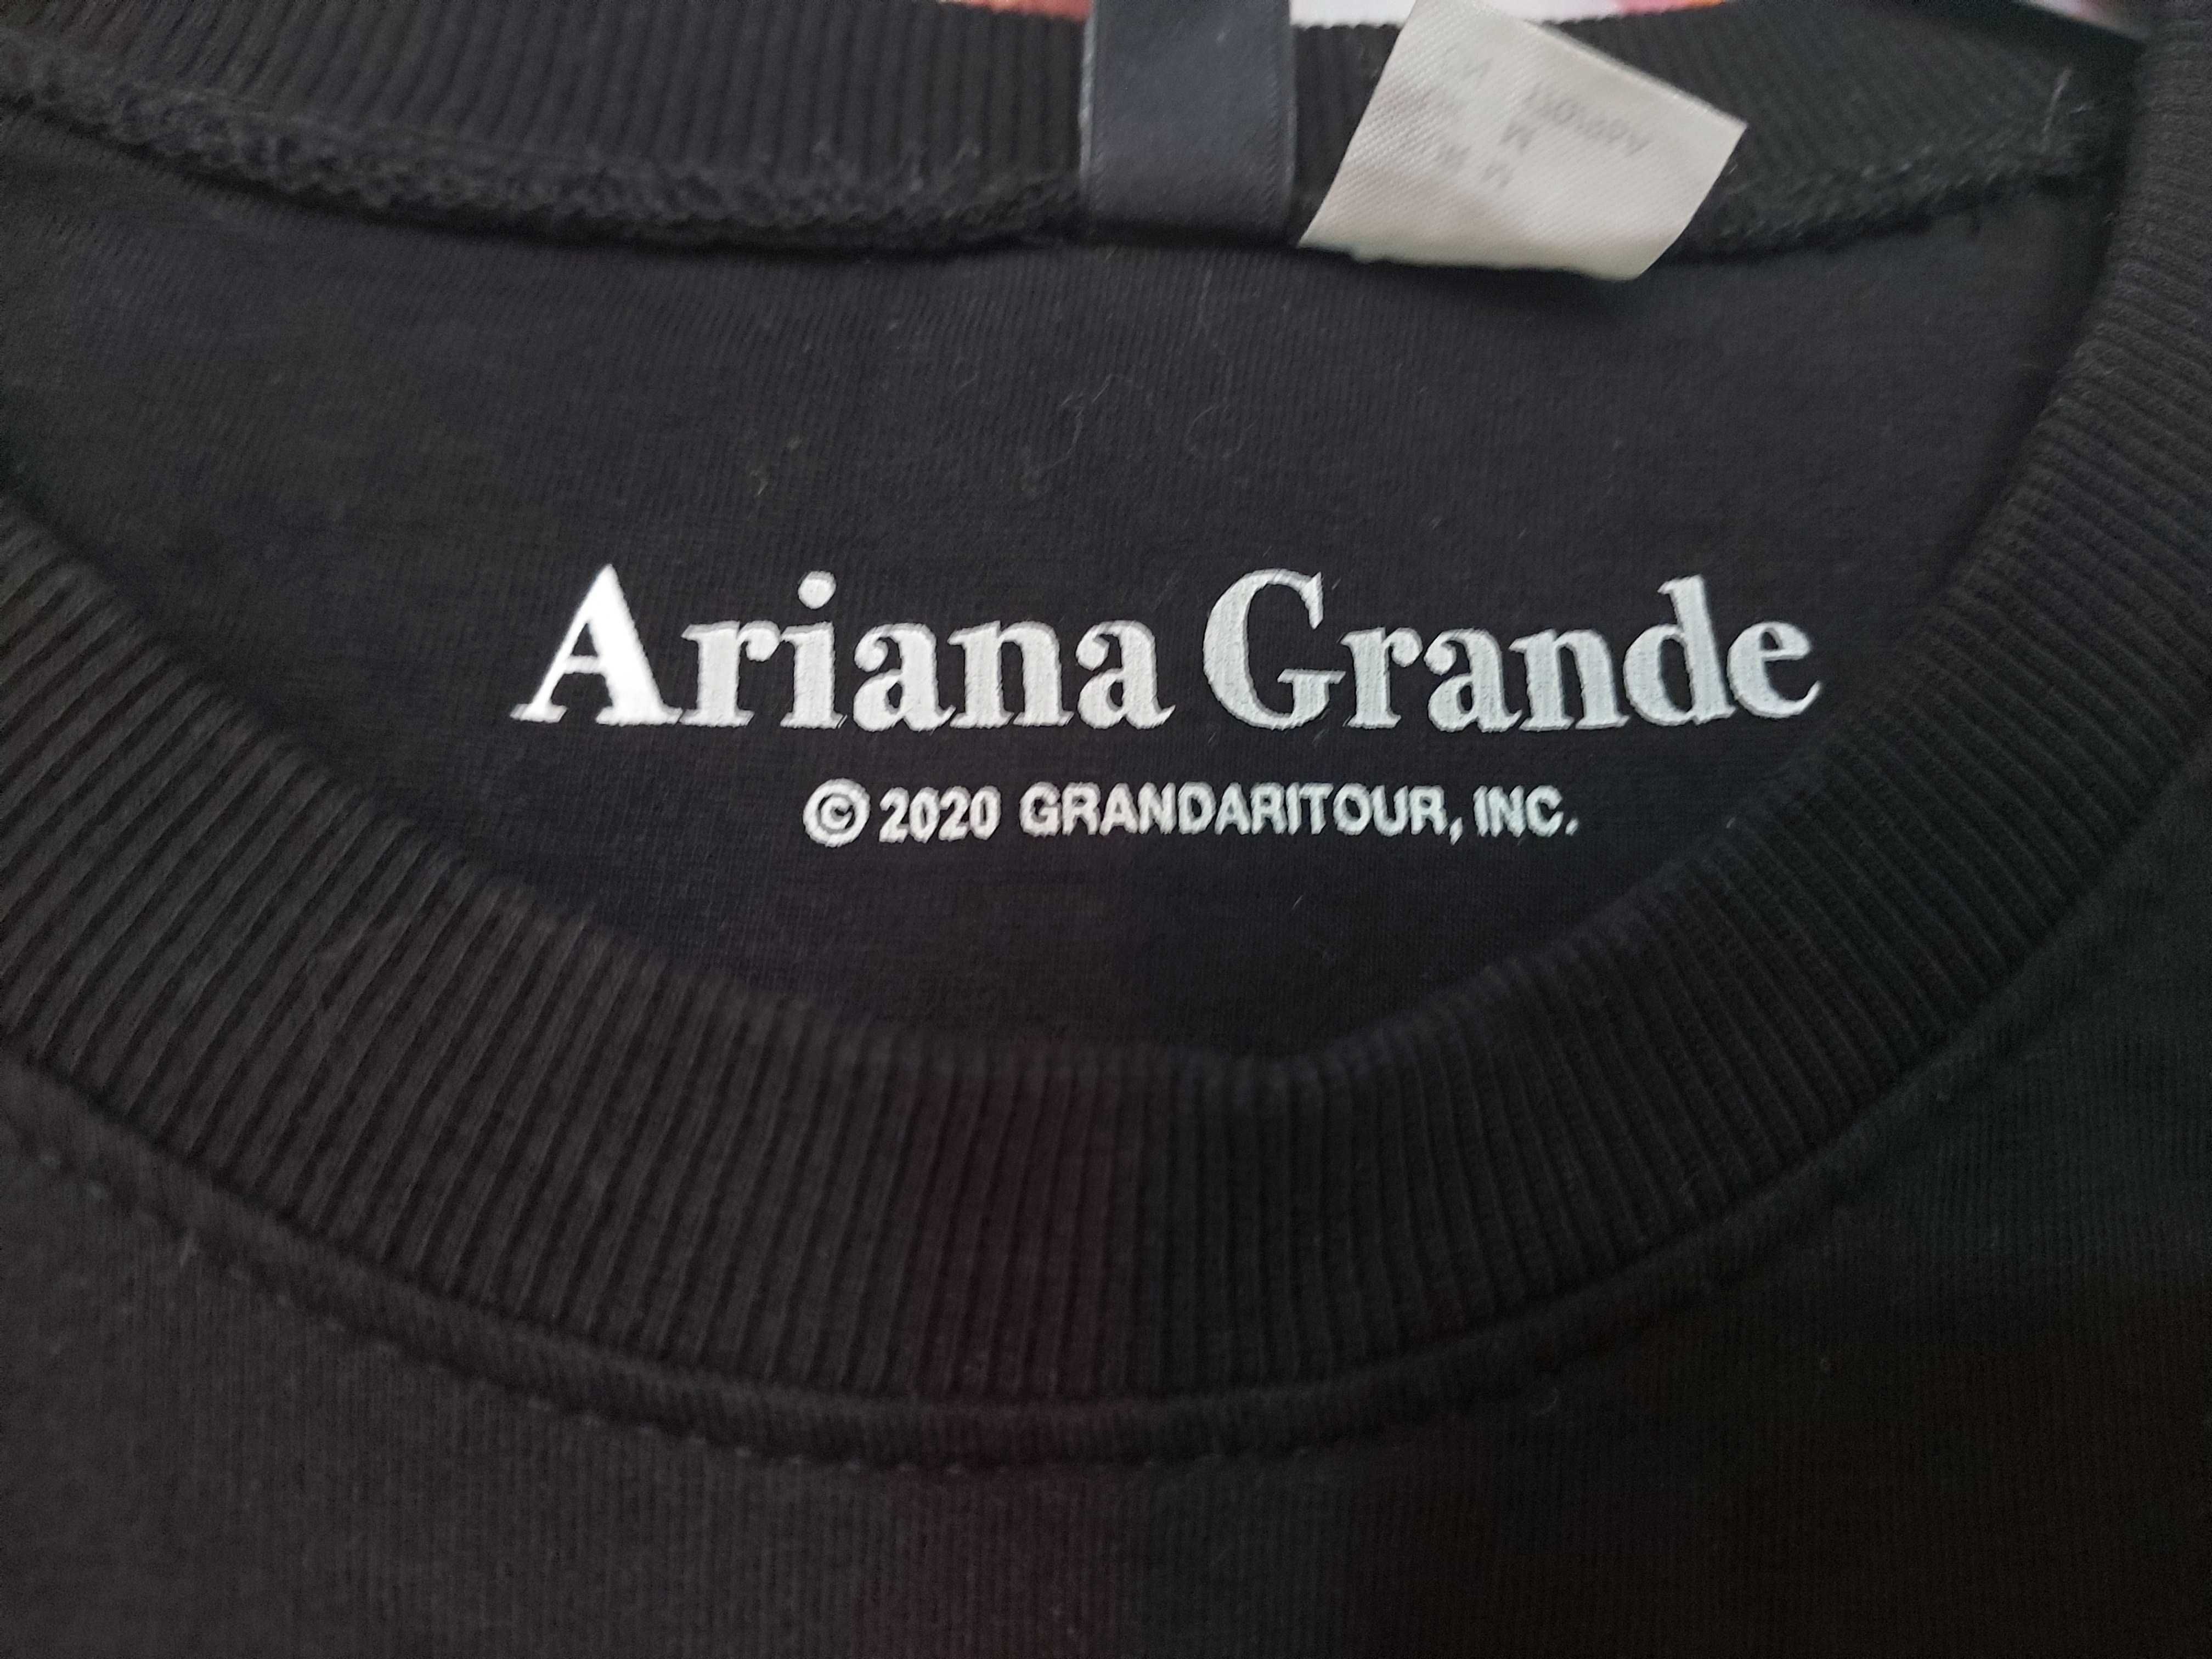 Ariana Grande
© 2020 GRANDARITOUR, INC.